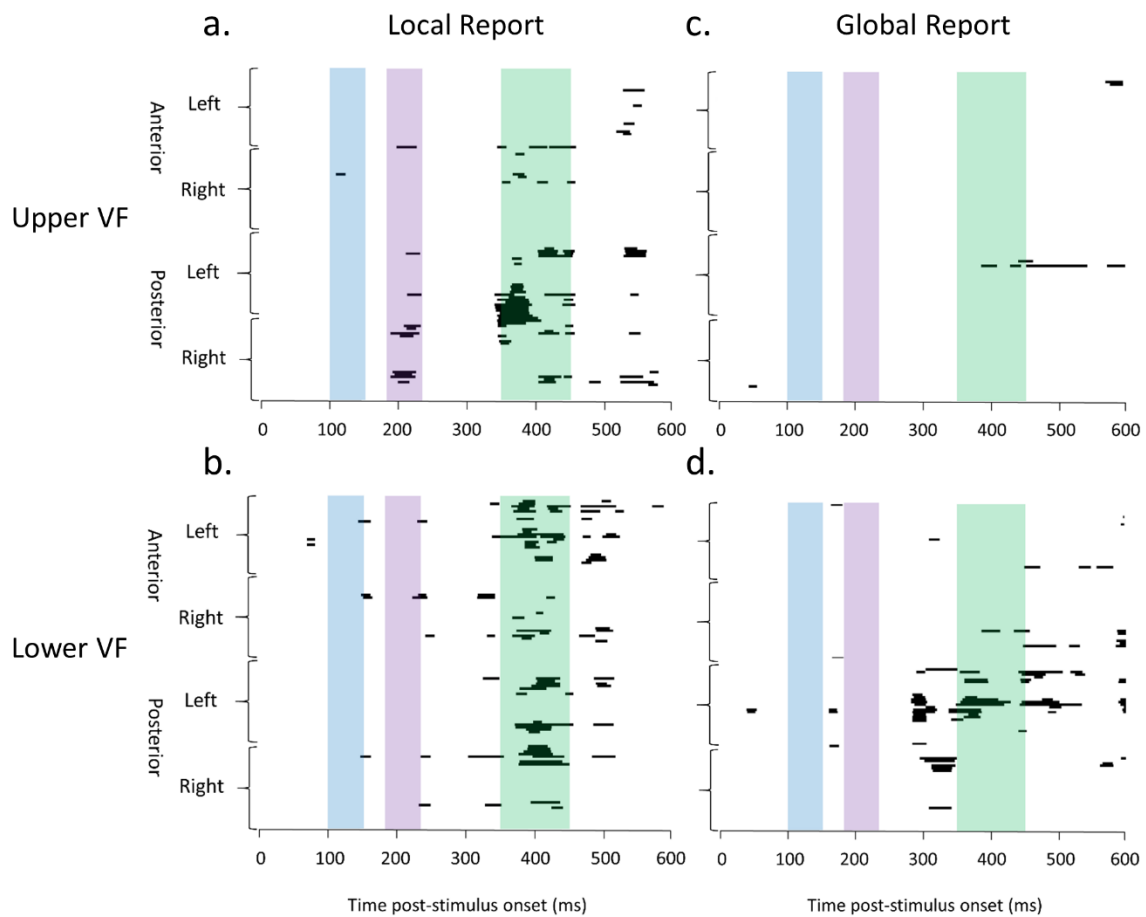 a. Local Report c. Global Report
Upper VF
Anterior
Left
Right
Posterior
Left
Right
0 100 200 300 400 500 600
0 100 200 300 400 500 600
b. d.
Lower VF
Anterior
Left
Right
Posterior
Left
Right
0 100 200 300 400 500 600
0 100 200 300 400 500 600
Time post-stimulus onset (ms) Time post-stimulus onset (ms)